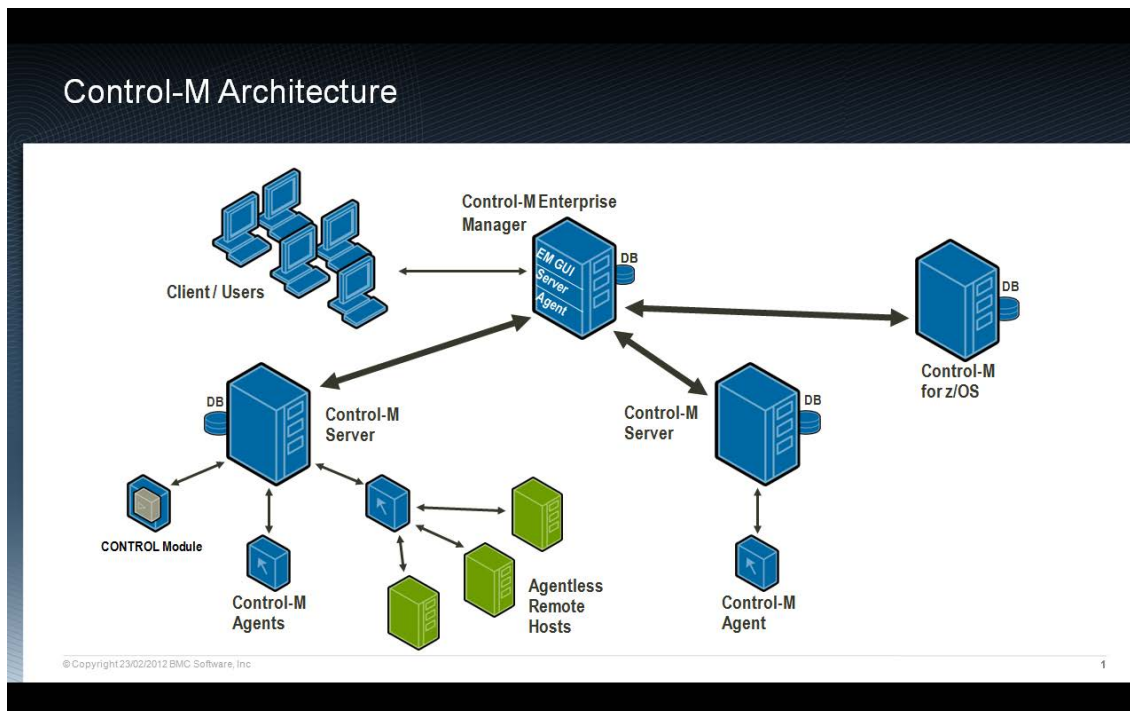 Control-M Architecture
Control-M Enterprise
Manager
EM GUI
Server
Agent
DB
Client / Users
DB
Control-M
for z/OS
DB
Control-M
Server
Control-M
Server
DB
CONTROL Module
Control-M
Agents
Agentless
Remote
Hosts
Control-M
Agent
© Copyright 23/02/2012 BMC Software, Inc
1